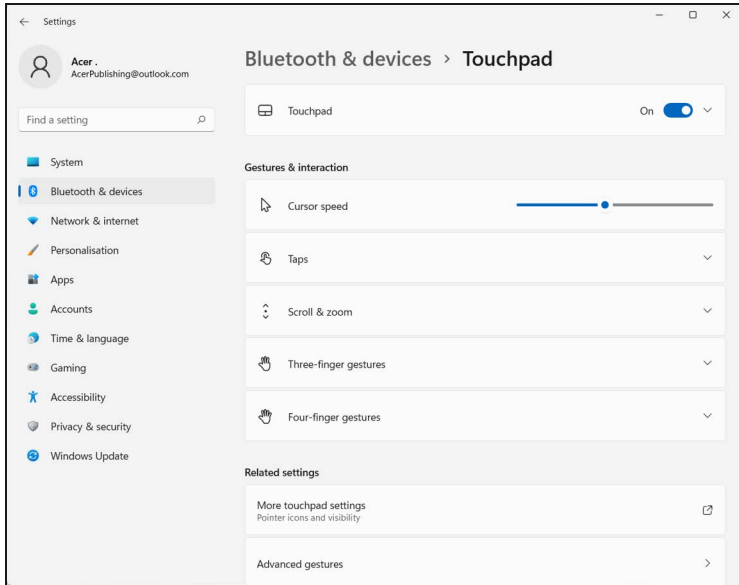 Settings
Acer .
AcerPublishing@outlook.com
Find a setting
System
Bluetooth & devices
Network & internet
Personalisation
Apps
Accounts
Time & language
Gaming
Accessibility
Privacy & security
Windows Update
Bluetooth & devices > Touchpad
Touchpad On
Gestures & interaction
Cursor speed
Taps
Scroll & zoom
Three-finger gestures
Four-finger gestures
Related settings
More touchpad settings
Pointer icons and visibility
Advanced gestures